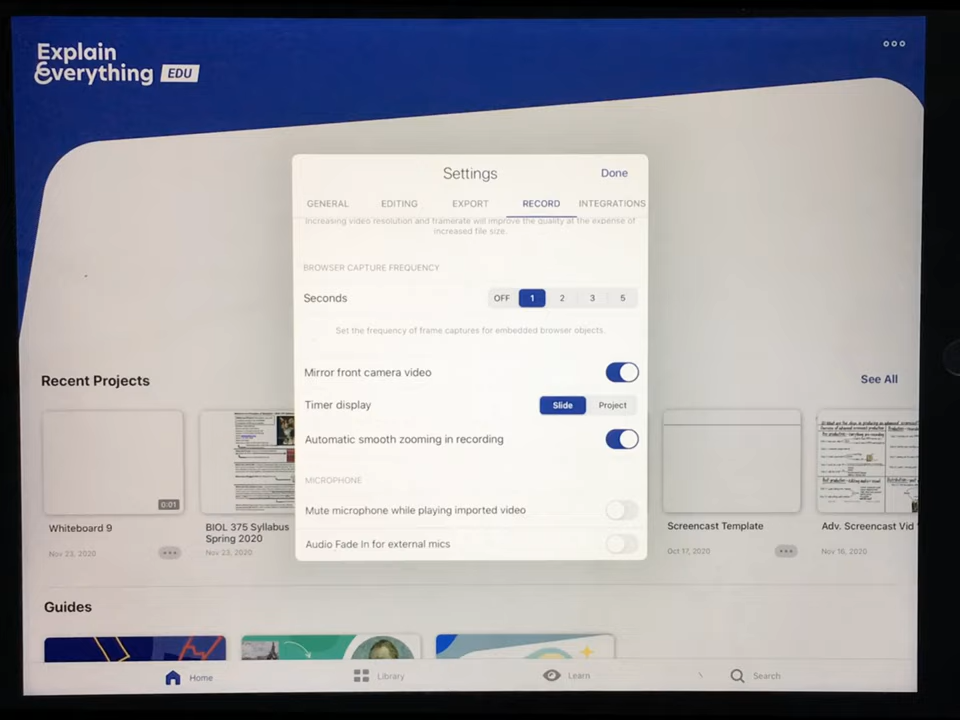 Explain
Everything EDU
Settings
Done
GENERAL EDITING EXPORT RECORD INTEGRATIONS
Increasing video resolution and framerate will improve the quality at the expense of
increased file size.
BROWSER CAPTURE FREQUENCY
Seconds OFF 1 2 3 5
Set the frequency of frame captures for embedded browser objects.
Mirror front camera video
Timer display Slide Project
Automatic smooth zooming in recording
MICROPHONE
Mute microphone while playing imported video
Audio Fade In for external mics
Recent Projects
See All
0:01
Whiteboard 9
Nov 23, 2020
BIOL 375 Syllabus
Spring 2020
Nov 23, 2020
Screencast Template
Oct 17, 2020
Adv. Screencast Vid
Nov 16, 2020
Guides
Home Library Learn Search